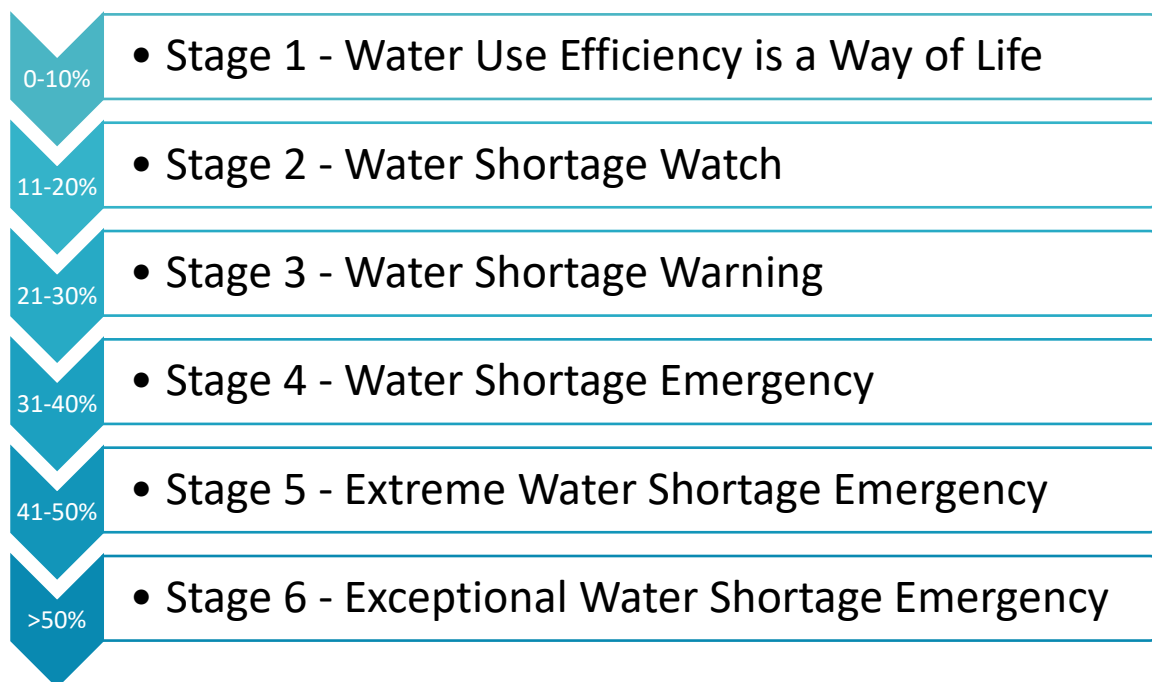 0-10%
• Stage 1 - Water Use Efficiency is a Way of Life
11-20%
• Stage 2 - Water Shortage Watch
21-30%
• Stage 3 - Water Shortage Warning
31-40%
• Stage 4 - Water Shortage Emergency
41-50%
• Stage 5 - Extreme Water Shortage Emergency
>50%
• Stage 6 - Exceptional Water Shortage Emergency